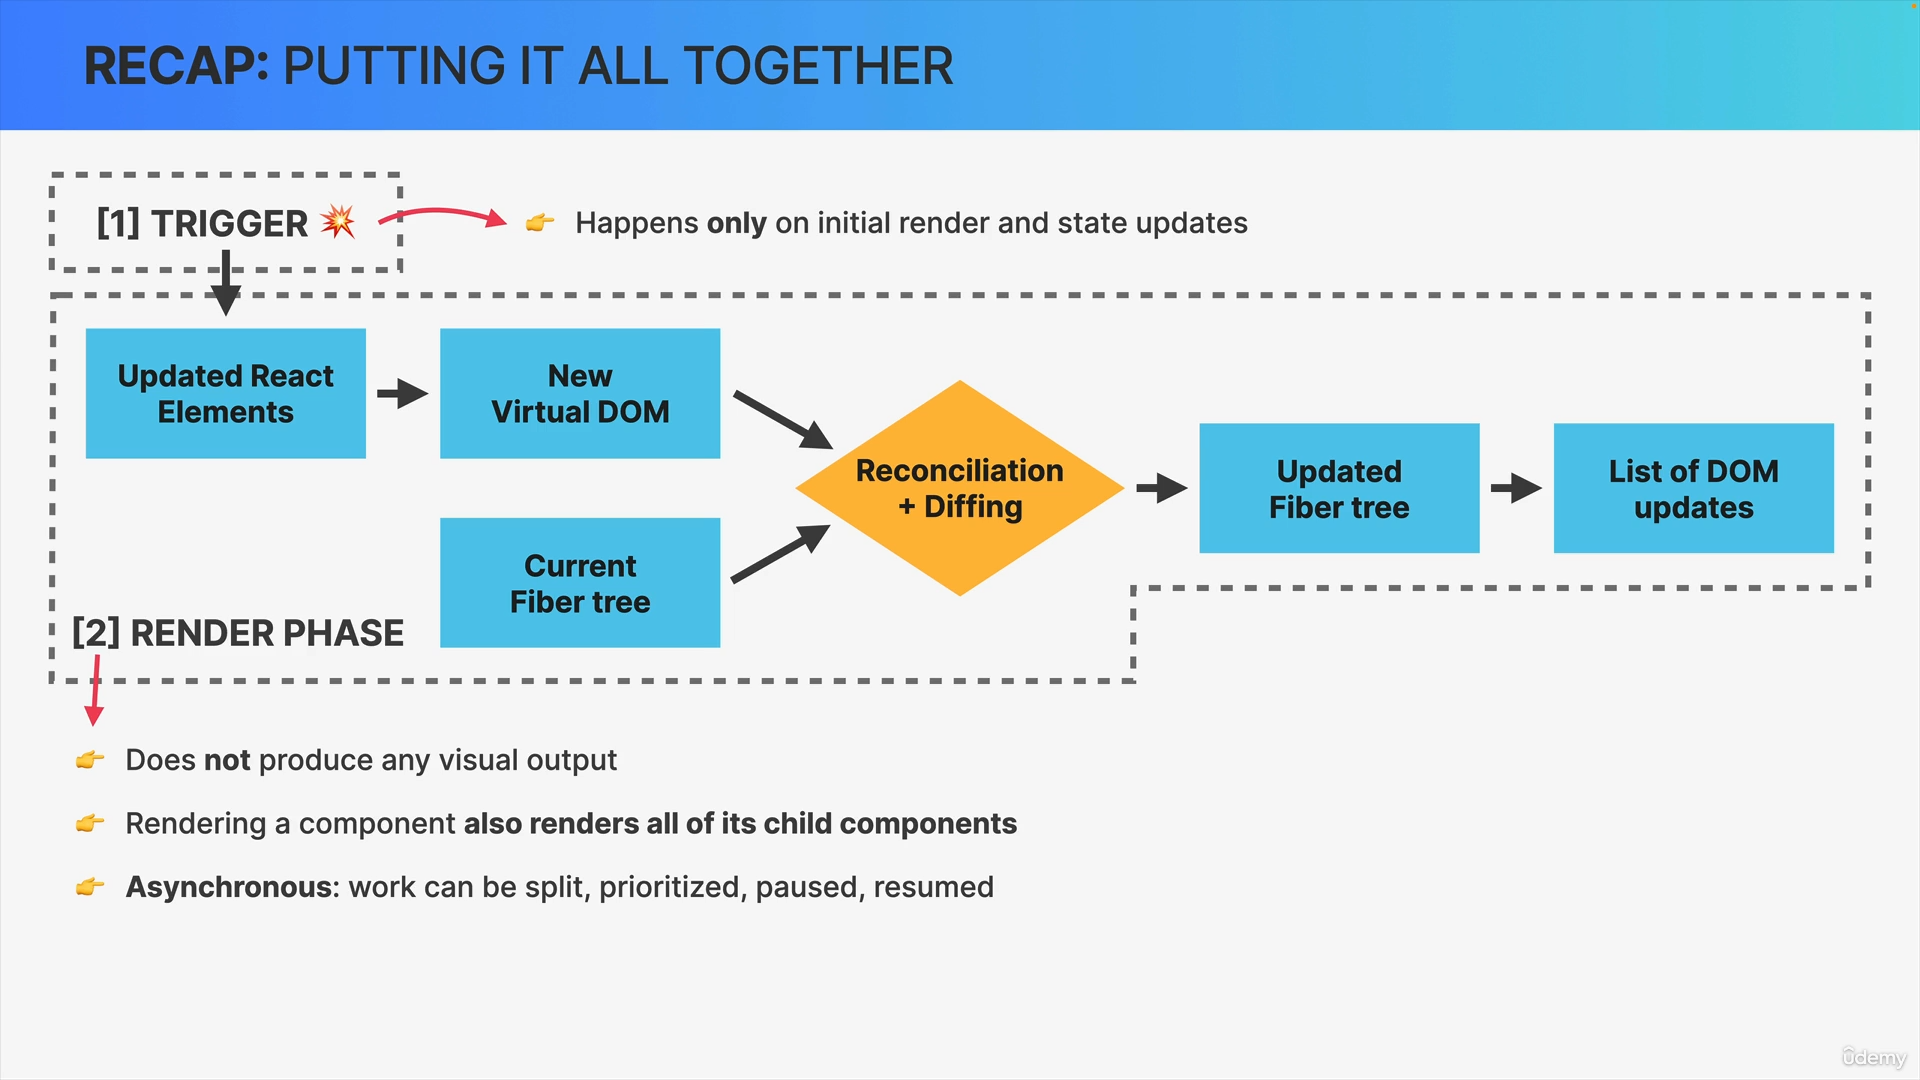 RECAP: PUTTING IT ALL TOGETHER
[1] TRIGGER 💥
👉 Happens only on initial render and state updates
Updated React
Elements
New
Virtual DOM
Current
Fiber tree
Reconciliation
+ Diffing
Updated
Fiber tree
List of DOM
updates
[2] RENDER PHASE
👉 Does not produce any visual output
👉 Rendering a component also renders all of its child components
👉 Asynchronous: work can be split, prioritized, paused, resumed
ûdemy